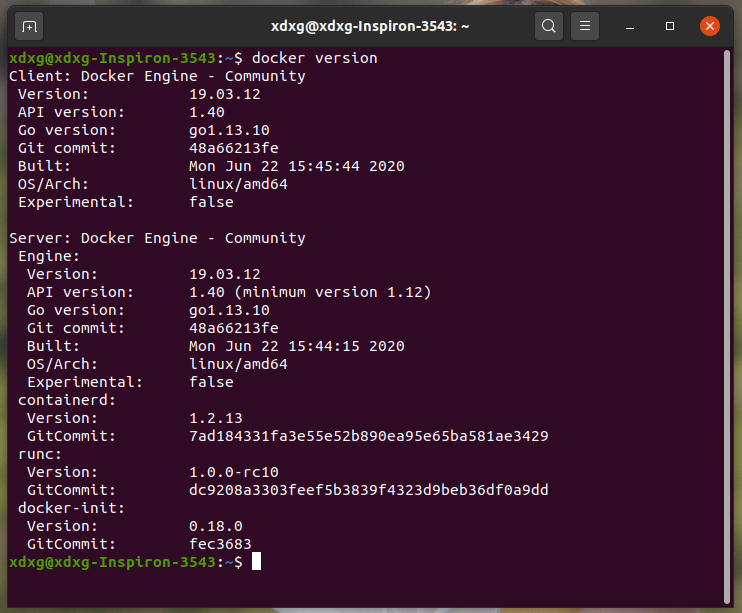 xdxg@xdxg-Inspiron-3543: ~
xdxg@xdxg-Inspiron-3543:~$ docker version
Client: Docker Engine - Community
 Version:           19.03.12
 API version:       1.40
 Go version:        go1.13.10
 Git commit:        48a66213fe
 Built:             Mon Jun 22 15:45:44 2020
 OS/Arch:           linux/amd64
 Experimental:      false

Server: Docker Engine - Community
 Engine:
  Version:          19.03.12
  API version:      1.40 (minimum version 1.12)
  Go version:       go1.13.10
  Git commit:       48a66213fe
  Built:            Mon Jun 22 15:44:15 2020
  OS/Arch:          linux/amd64
  Experimental:     false
 containerd:
  Version:          1.2.13
  GitCommit:        7ad184331fa3e55e52b890ea95e65ba581ae3429
 runc:
  Version:          1.0.0-rc10
  GitCommit:        dc9208a3303feef5b3839f4323d9beb36df0a9dd
 docker-init:
  Version:          0.18.0
  GitCommit:        fec3683
xdxg@xdxg-Inspiron-3543:~$